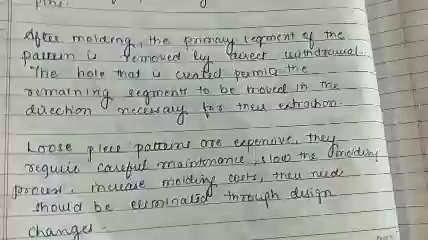 pins.
After molding, the primary segment of the
pattern is removed by direct withdrawal.
The hole that is created permits the
remaining segments to be moved in the
direction necessary for their extraction.
Loose piece patterns are expensive, they
require careful maintenance, slow the molding
process, increase molding costs, their need
should be eliminated through design
changes.